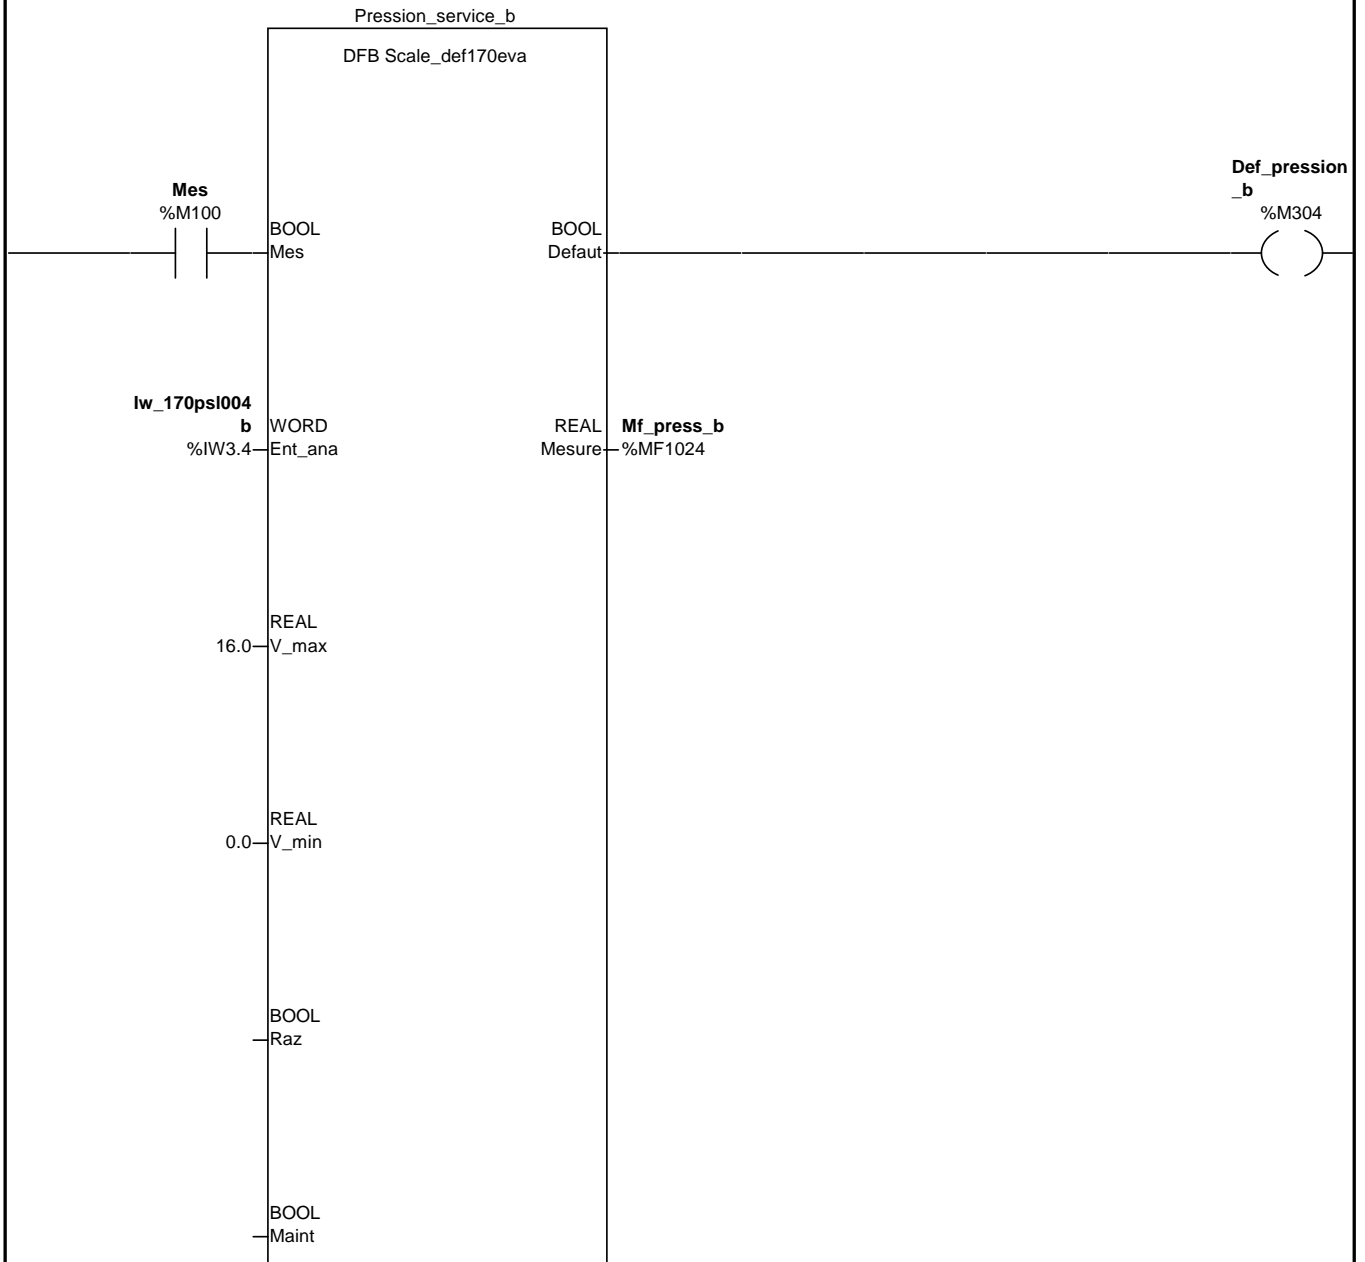 Pression_service_b
DFB Scale_def170eva
Def_pression
_b
%M304
Mes
%M100
BOOL
Mes
BOOL
Defaut
Iw_170psl004
b
%IW3.4
WORD
Ent_ana
REAL
Mesure
Mf_press_b
%MF1024
REAL
16.0
V_max
REAL
0.0
V_min
BOOL
Raz
BOOL
Maint